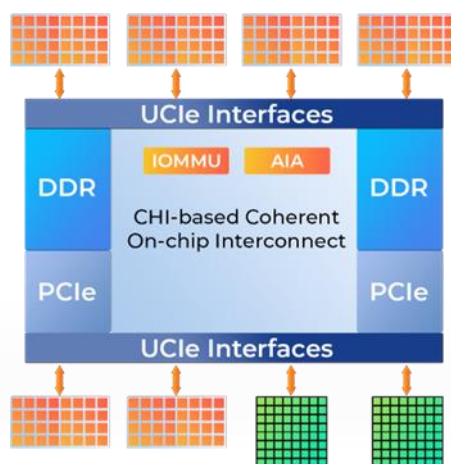 UCIe Interfaces
IOMMU
AIA
DDR
DDR
CHI-based Coherent
On-chip Interconnect
PCIe
PCIe
UCIe Interfaces